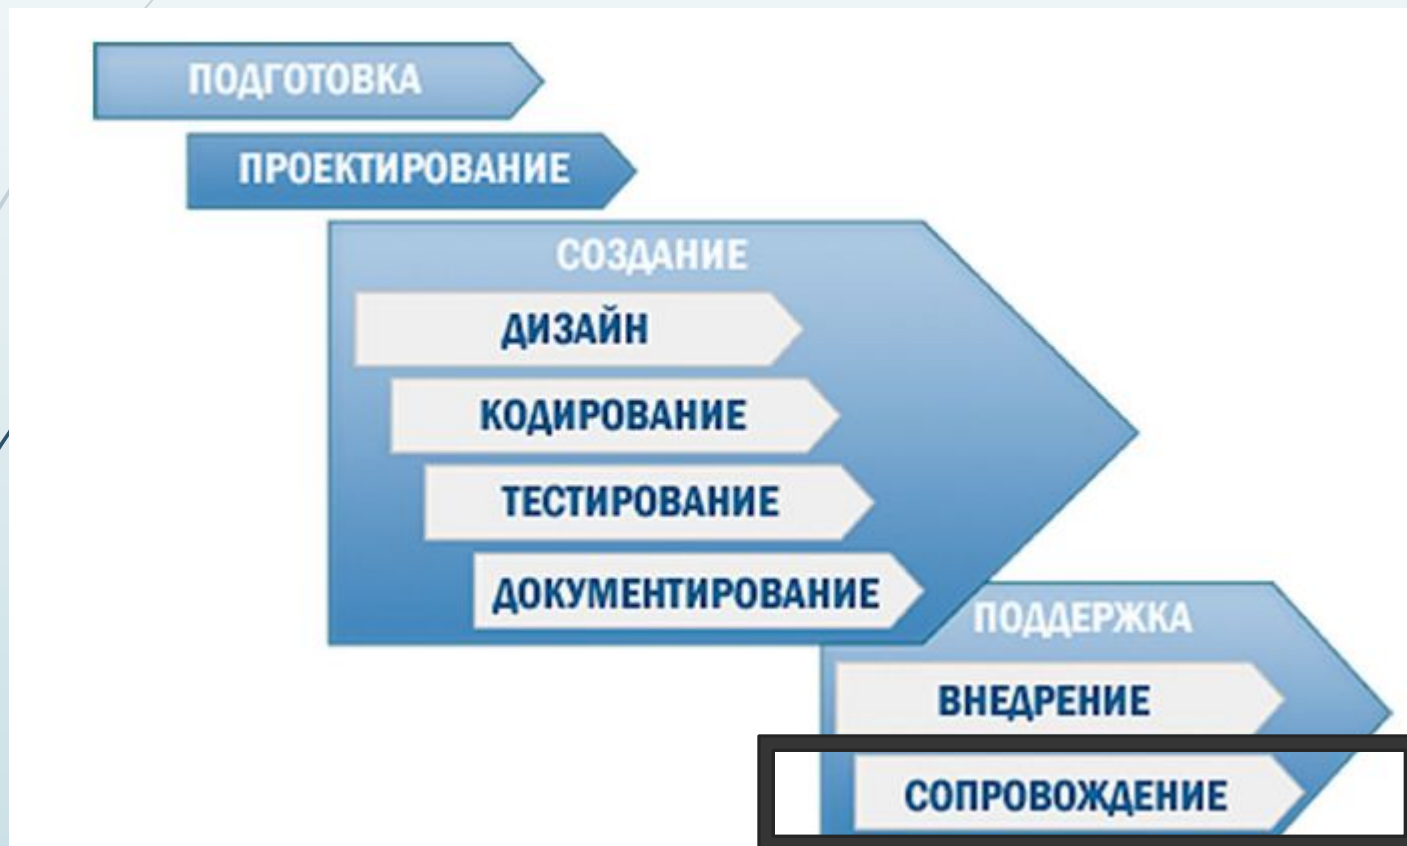 ПОДГОТОВКА
ПРОЕКТИРОВАНИЕ
СОЗДАНИЕ
ДИЗАЙН
КОДИРОВАНИЕ
ТЕСТИРОВАНИЕ
ДОКУМЕНТИРОВАНИЕ
ПОДДЕРЖКА
ВНЕДРЕНИЕ
СОПРОВОЖДЕНИЕ